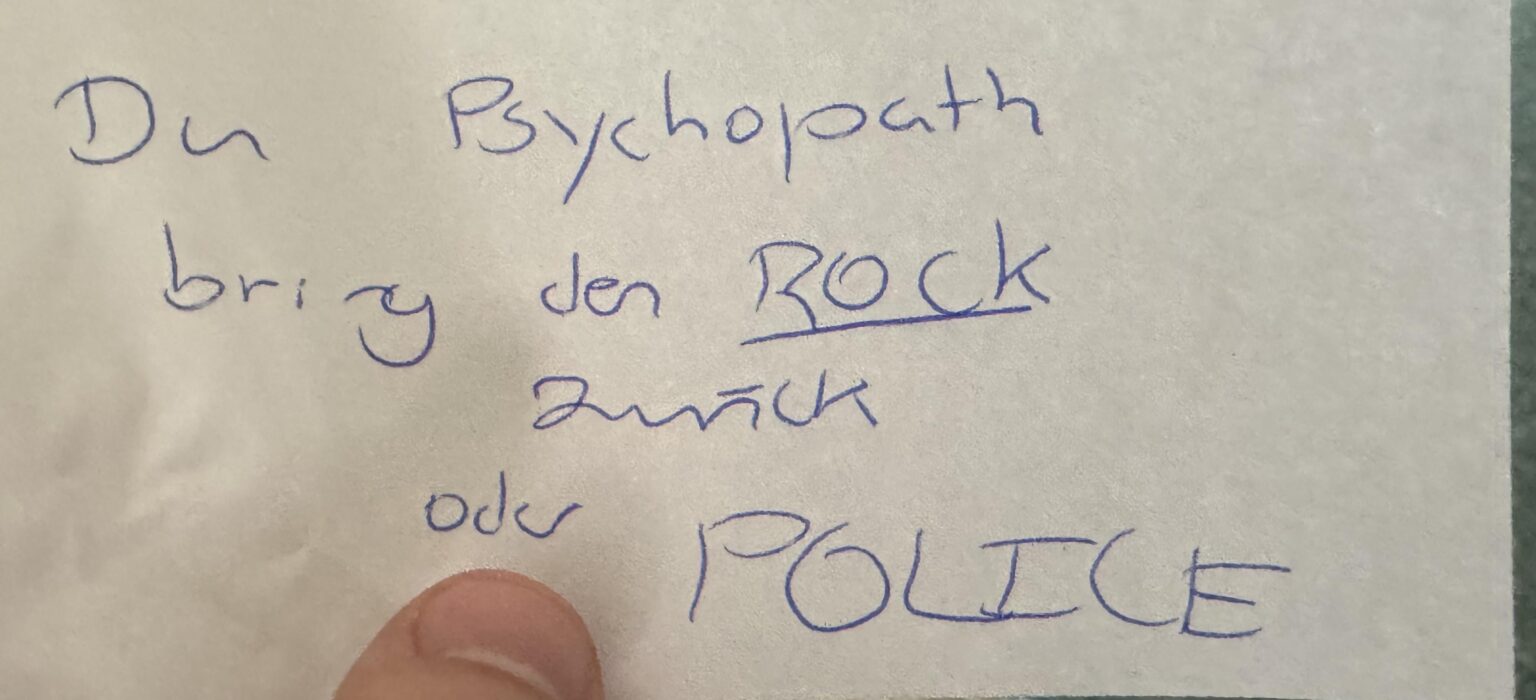 Du Psychopath
bring den ROCK
zurück
oder POLICE